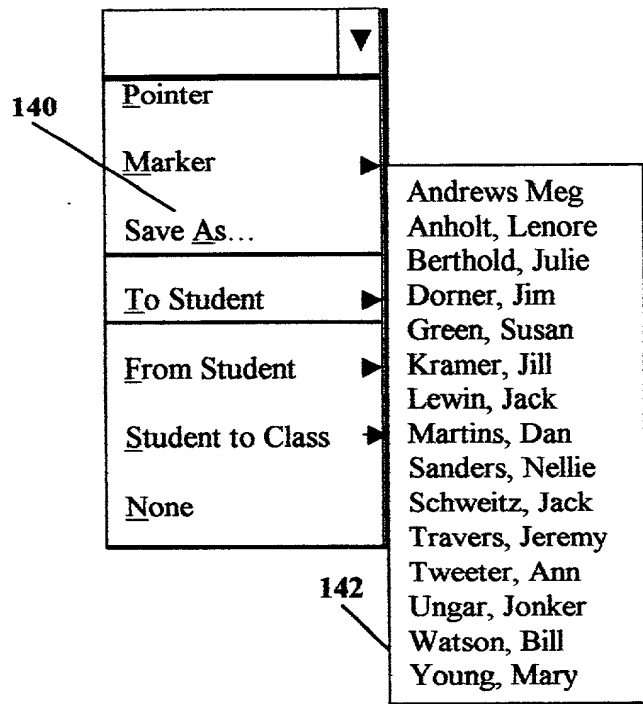 140
Pointer
Marker
Save As...
To Student
From Student
Student to Class
None
Andrews Meg
Anholt, Lenore
Berthold, Julie
Dorner, Jim
Green, Susan
Kramer, Jill
Lewin, Jack
Martins, Dan
Sanders, Nellie
Schweitz, Jack
Travers, Jeremy
Tweeter, Ann
Ungar, Jonker
Watson, Bill
Young, Mary
142